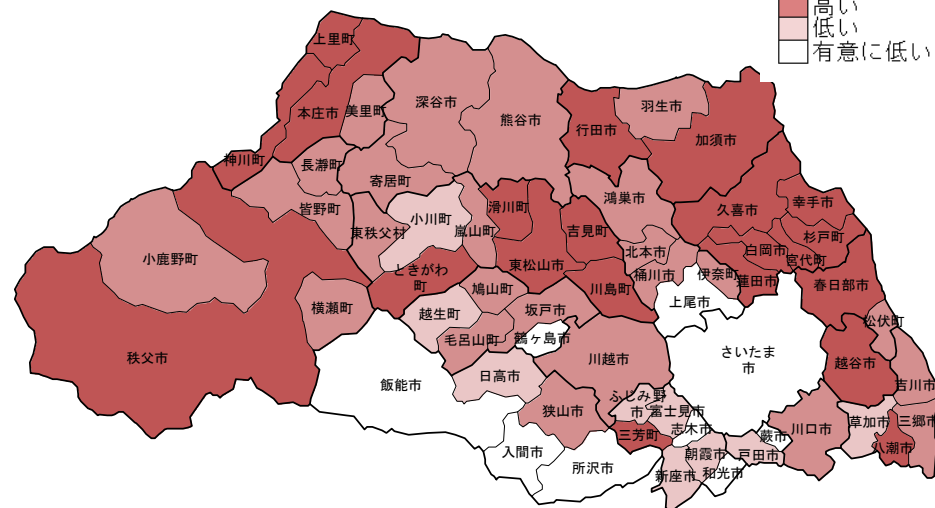 高い
低い
有意に低い
上里町
本庄市
美里町
深谷市
熊谷市
行田市
羽生市
加須市
神川町
長瀞町
寄居町
皆野町
東秩父村
小川町
嵐山町
滑川町
吉見町
鴻巣市
久喜市
幸手市
杉戸町
小鹿野町
ときがわ
町
東松山市
北本市
桶川市
伊奈町
白岡市
宮代町
蓮田市
春日部市
横瀬町
鳩山町
川島町
上尾市
越生町
坂戸市
毛呂山町
鶴ヶ島市
松伏町
秩父市
飯能市
日高市
川越市
さいたま
市
越谷市
吉川市
狭山市
ふじみ野
市
富士見市
志木市
三芳町
蕨市
川口市
草加市
三郷市
八潮市
入間市
所沢市
朝霞市
戸田市
新座市
和光市